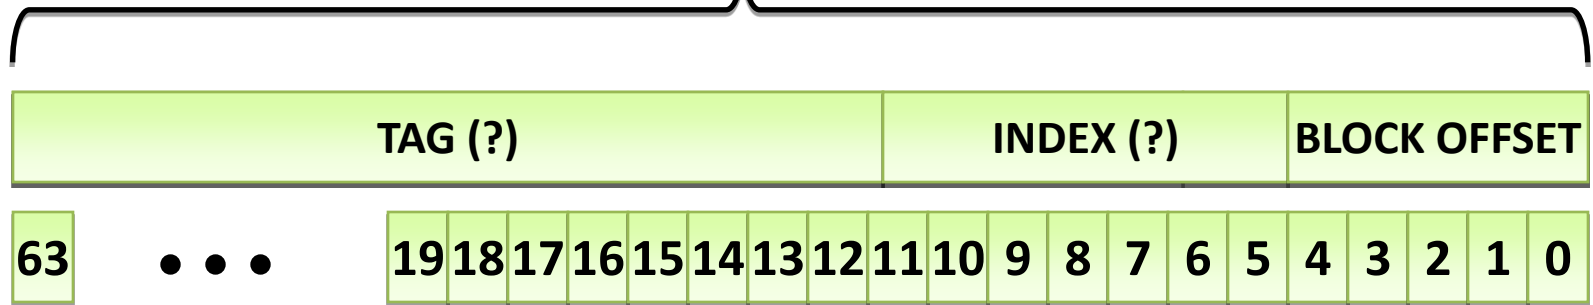 TAG (?) INDEX (?) BLOCK OFFSET
63 • • • 19 18 17 16 15 14 13 12 11 10 9 8 7 6 5 4 3 2 1 0